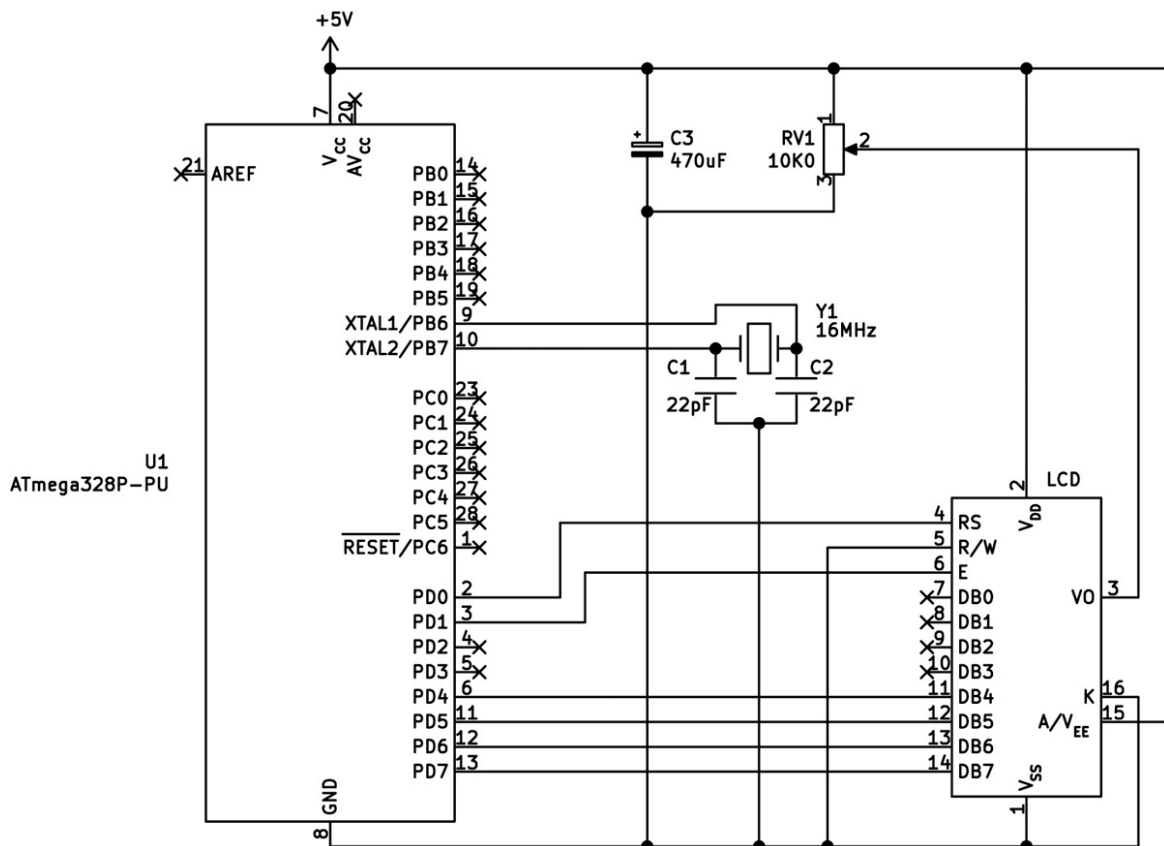 +5V
7
20
VCC
AVCC
21
AREF
PB0
14
PB1
15
PB2
16
PB3
17
PB4
18
PB5
19
XTAL1/PB6
9
XTAL2/PB7
10
PC0
23
PC1
24
PC2
25
PC3
26
PC4
27
PC5
28
RESET/PC6
1
PD0
2
PD1
3
PD2
4
PD3
5
PD4
6
PD5
11
PD6
12
PD7
13
GND
8
U1
ATmega328P-PU
+
C3
470uF
RV1
10K0
1
2
3
Y1
16MHz
C1
22pF
C2
22pF
LCD
2
VDD
4
RS
5
R/W
6
E
7
DB0
8
DB1
9
DB2
10
DB3
11
DB4
12
DB5
13
DB6
14
DB7
VO
3
K
16
A/VEE
15
VSS
1